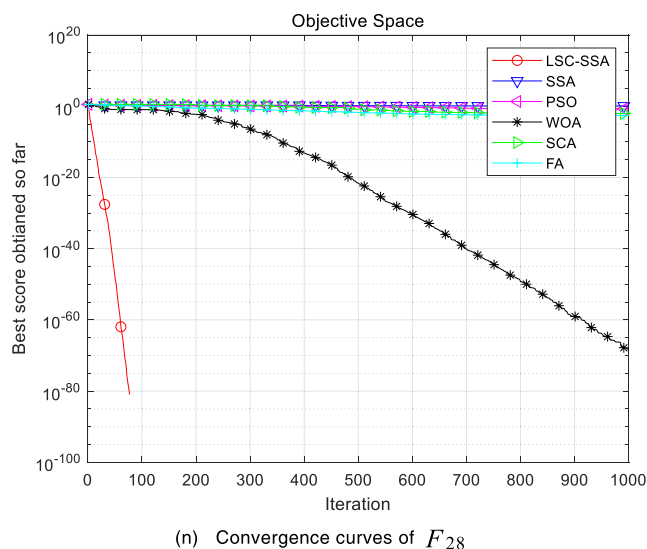 Objective Space
10^20
10^0
10^-20
10^-40
10^-60
10^-80
10^-100
Best score obtianed so far
LSC-SSA
SSA
PSO
WOA
SCA
FA
0 100 200 300 400 500 600 700 800 900 1000
Iteration
(n) Convergence curves of F28